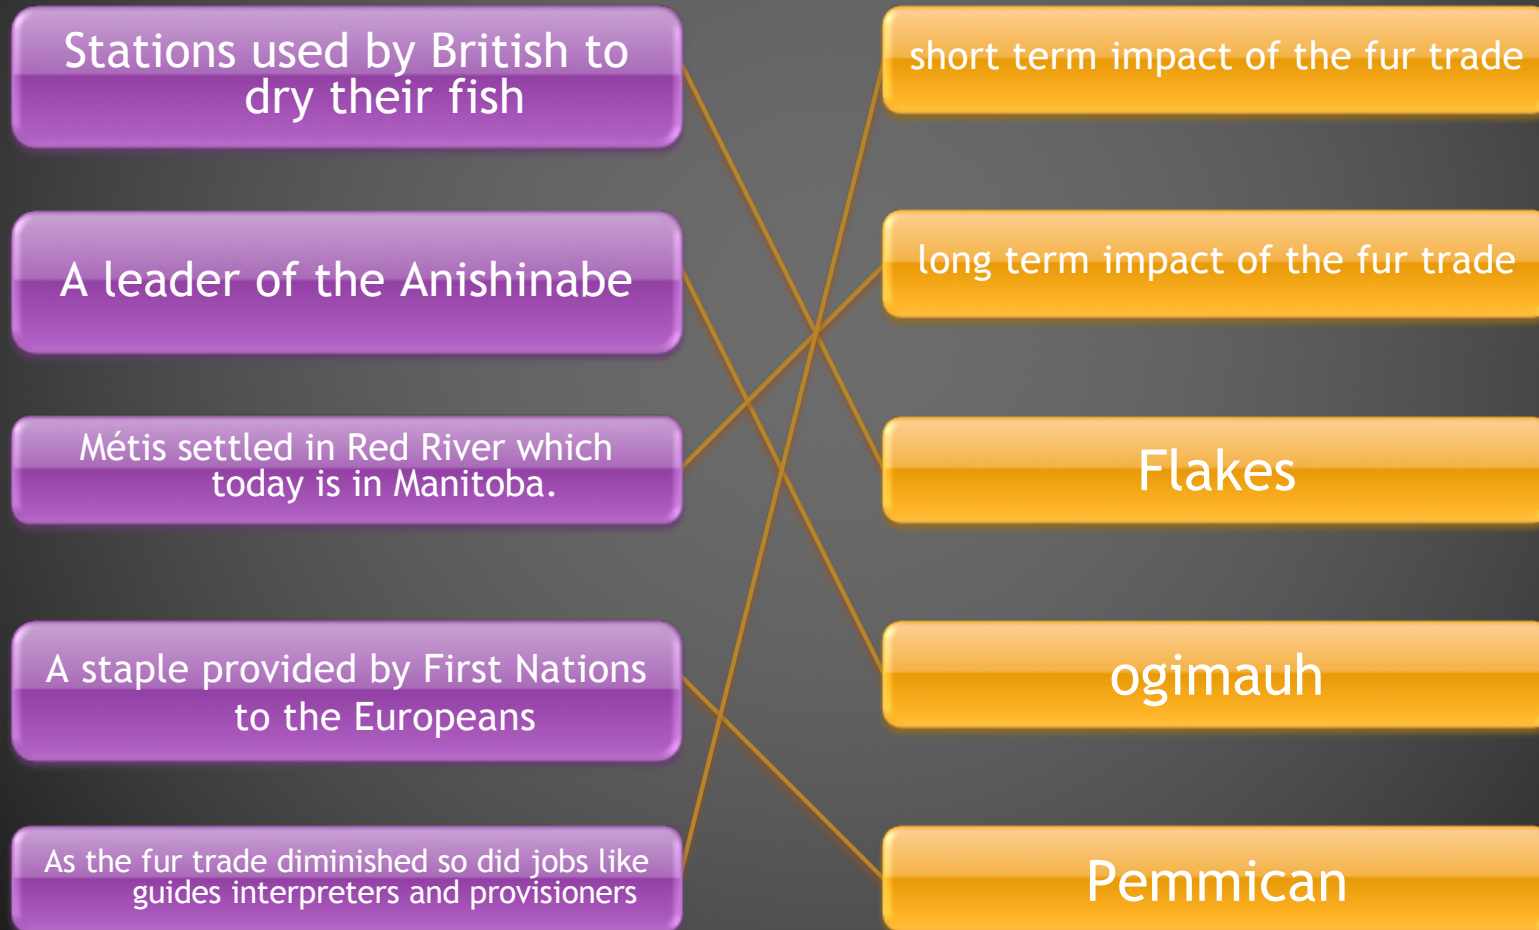 Stations used by British to
dry their fish
A leader of the Anishinabe
Métis settled in Red River which
today is in Manitoba.
A staple provided by First Nations
to the Europeans
As the fur trade diminished so did jobs like
guides interpreters and provisioners
short term impact of the fur trade
long term impact of the fur trade
Flakes
ogimauh
Pemmican